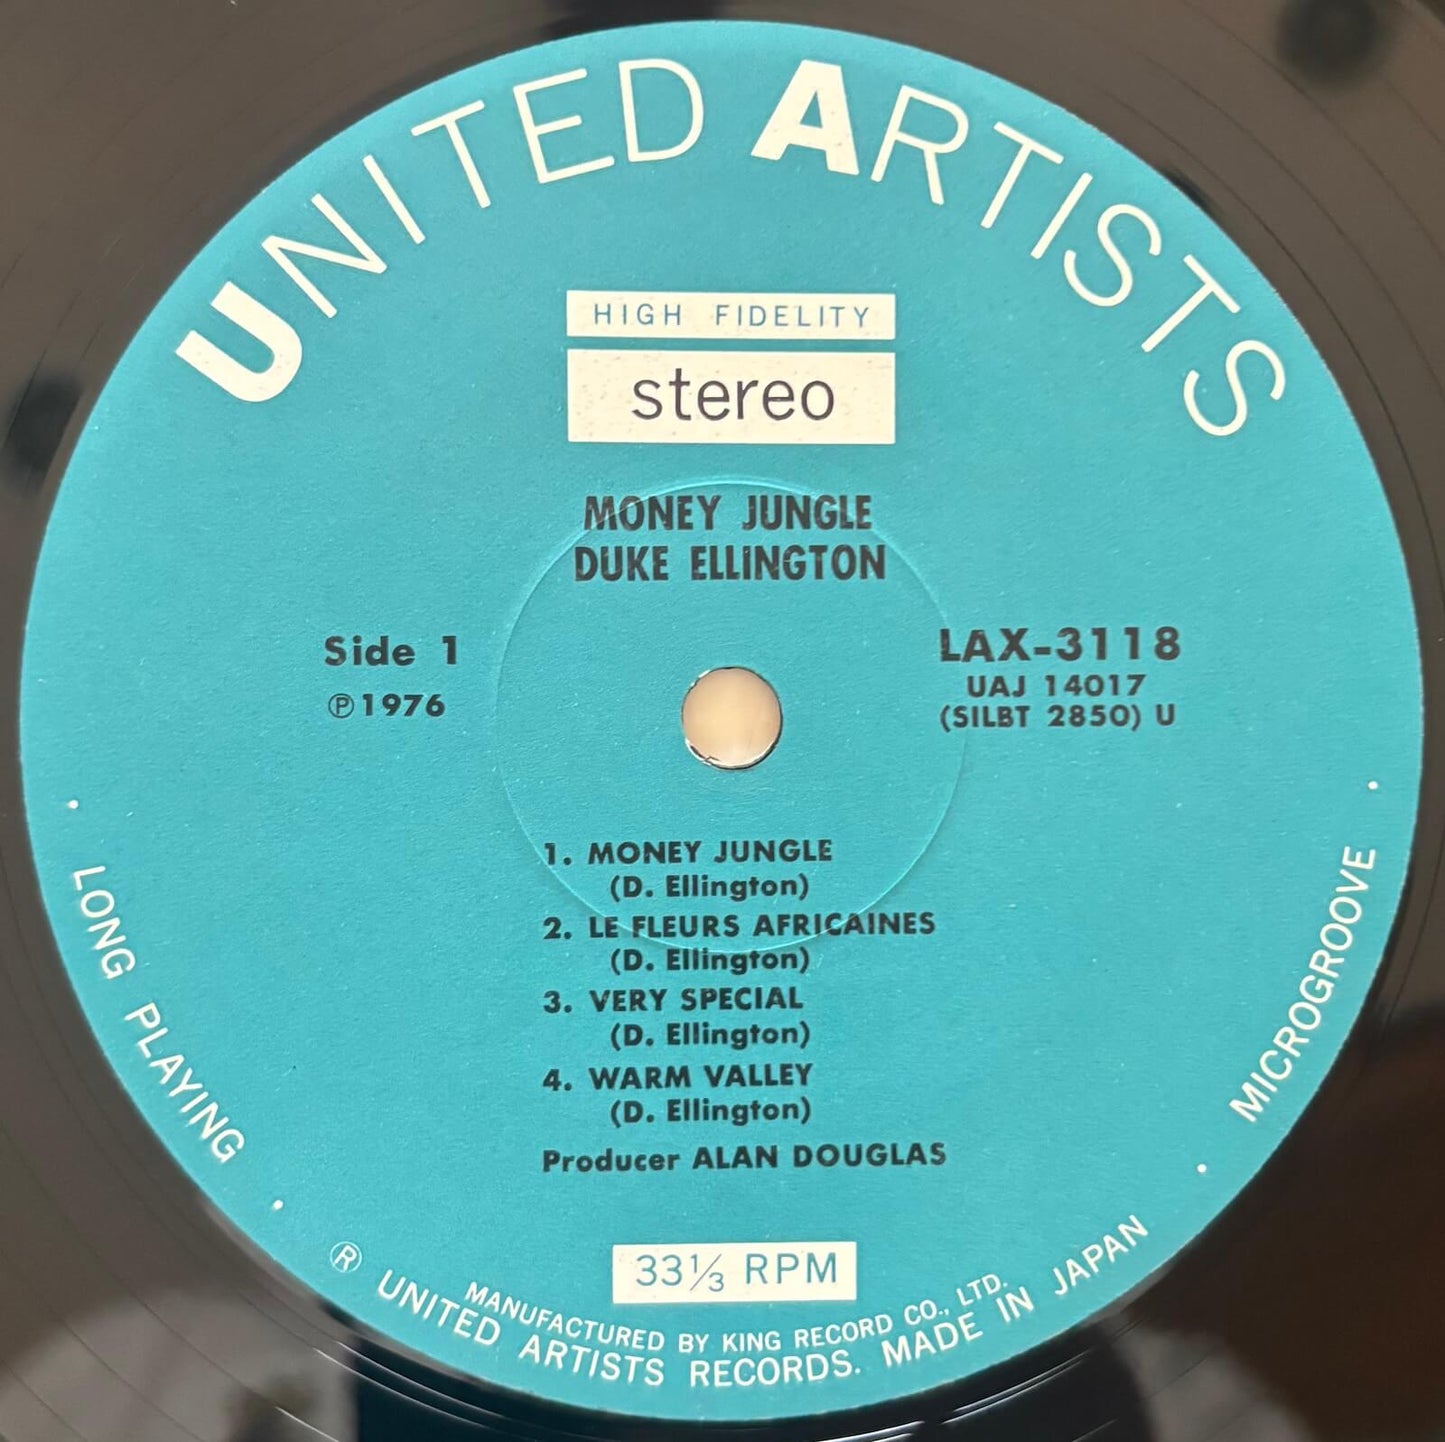 UNITED ARTISTS
HIGH FIDELITY
stereo
MONEY JUNGLE
DUKE ELLINGTON
Side 1
Ⓟ1976
LAX-3118
UAJ 14017
(SILBT 2850) U
1. MONEY JUNGLE
(D. Ellington)
2. LE FLEURS AFRICAINES
(D. Ellington)
3. VERY SPECIAL
(D. Ellington)
4. WARM VALLEY
(D. Ellington)
Producer ALAN DOUGLAS
33⅓ RPM
· LONG PLAYING ·
MICROGROOVE
MANUFACTURED BY KING RECORD CO., LTD.
® UNITED ARTISTS RECORDS. MADE IN JAPAN